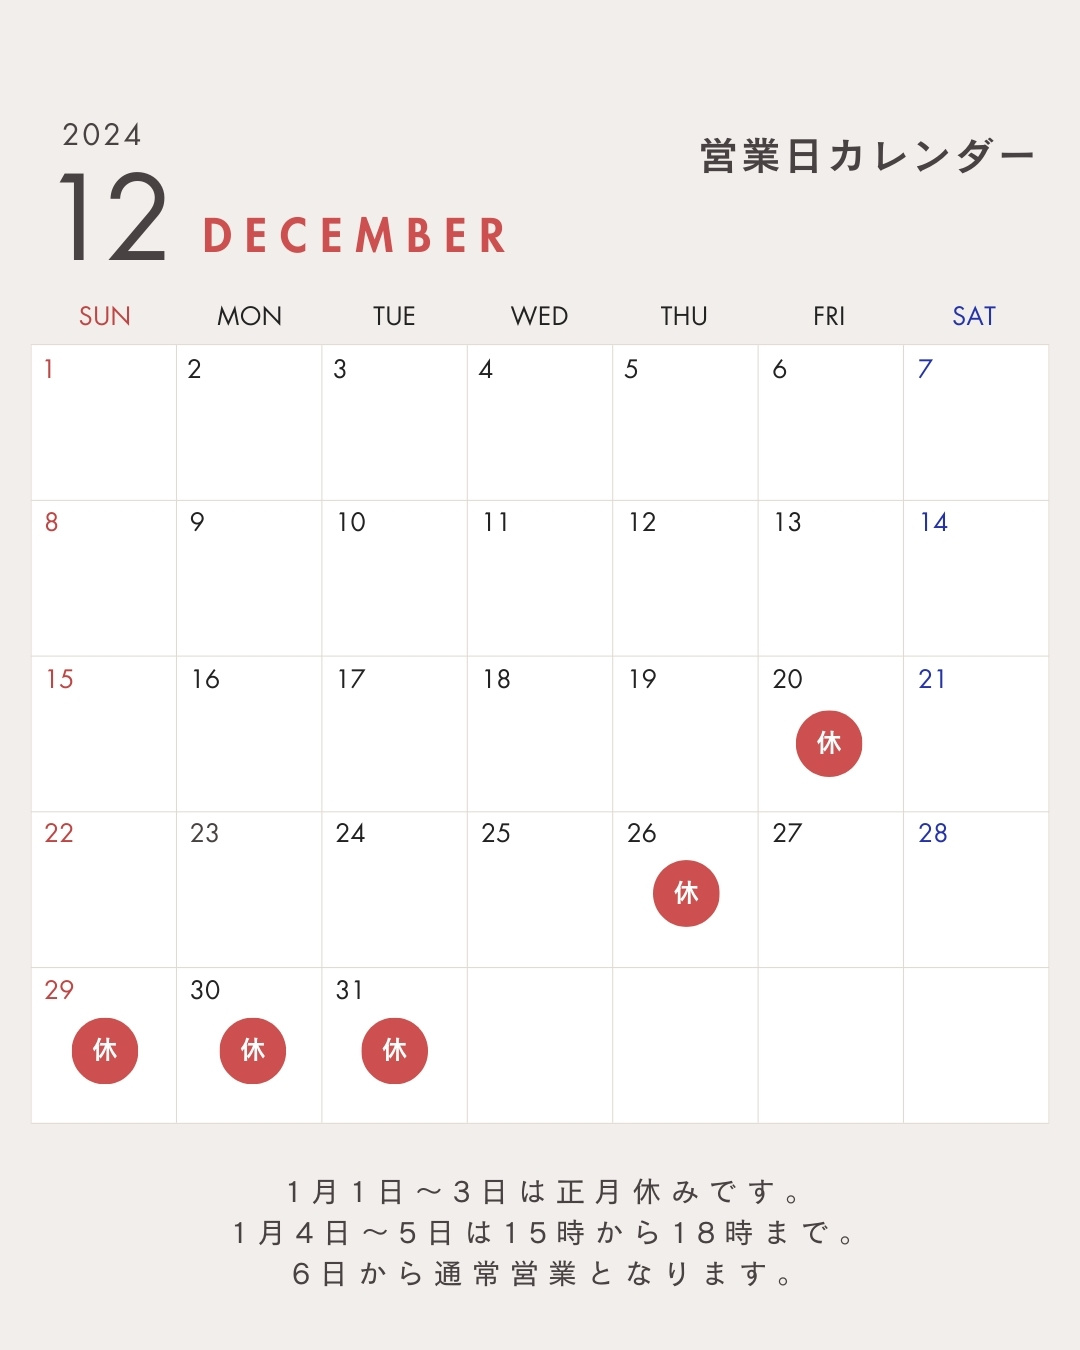 2024
営業日カレンダー
12 DECEMBER
SUN MON TUE WED THU FRI SAT
1 2 3 4 5 6 7
8 9 10 11 12 13 14
15 16 17 18 19 20 21
休
22 23 24 25 26 27 28
休
29 30 31
休 休 休
1月1日～3日は正月休みです。
1月4日～5日は15時から18時まで。
6日から通常営業となります。